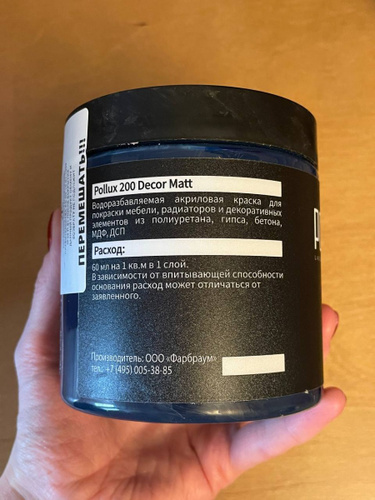 ПЕРЕМЕШАТЬ!!!
Pollux 200 Decor Matt
Водоразбавляемая акриловая краска для
покраски мебели, радиаторов и декоративных
элементов из полиуретана, гипса, бетона,
МДФ, ДСП
Расход:
60 мл на 1 кв.м в 1 слой.
В зависимости от впитывающей способности
основания расход может отличаться от
заявленного.
Производитель: ООО «Фарбраум»
тел.: +7 (495) 005-38-85